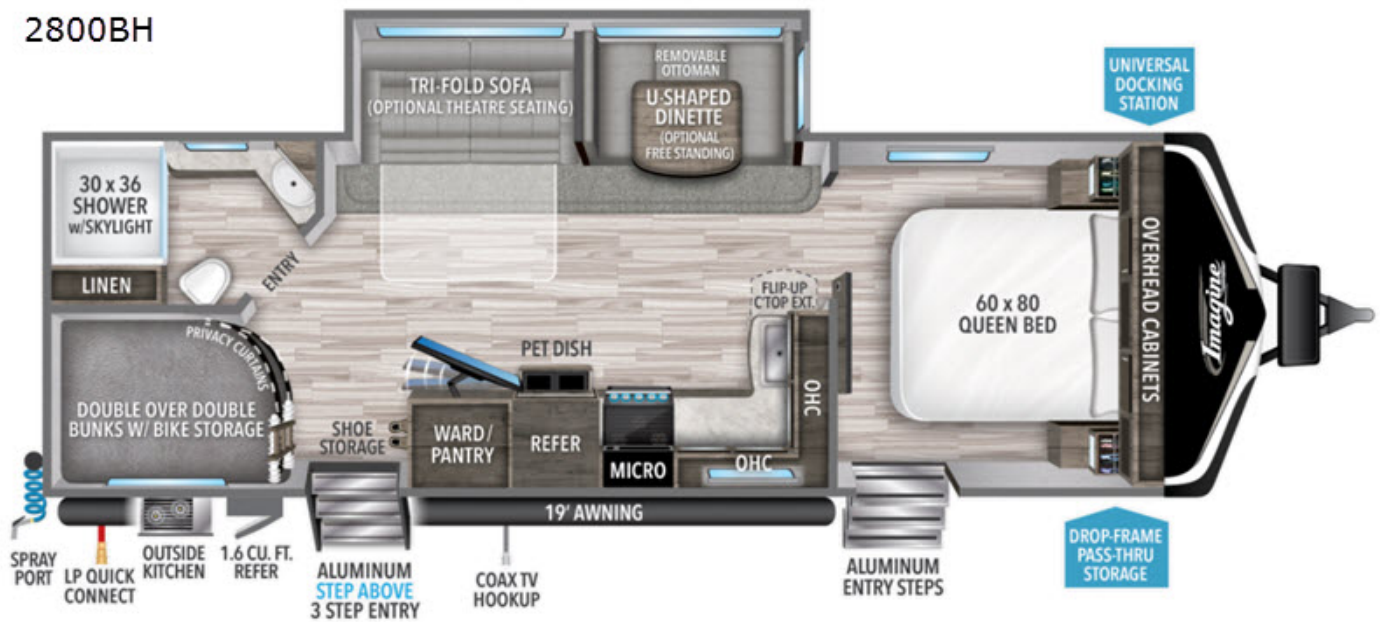 2800BH
UNIVERSAL
DOCKING
STATION
TRI-FOLD SOFA
(OPTIONAL THEATRE SEATING)
REMOVABLE
OTTOMAN
U-SHAPED
DINETTE
(OPTIONAL
FREE STANDING)
30 x 36
SHOWER
w/SKYLIGHT
LINEN
ENTRY
PRIVACY CURTAINS
DOUBLE OVER DOUBLE
BUNKS W/ BIKE STORAGE
SHOE
STORAGE
WARD/
PANTRY
PET DISH
REFER
MICRO
FLIP-UP
C'TOP EXT.
OHC
OHC
60 x 80
QUEEN BED
OVERHEAD CABINETS
Imagine
19' AWNING
SPRAY
PORT
LP QUICK
CONNECT
OUTSIDE
KITCHEN
1.6 CU. FT.
REFER
ALUMINUM
STEP ABOVE
3 STEP ENTRY
COAX TV
HOOKUP
ALUMINUM
ENTRY STEPS
DROP-FRAME
PASS-THRU
STORAGE